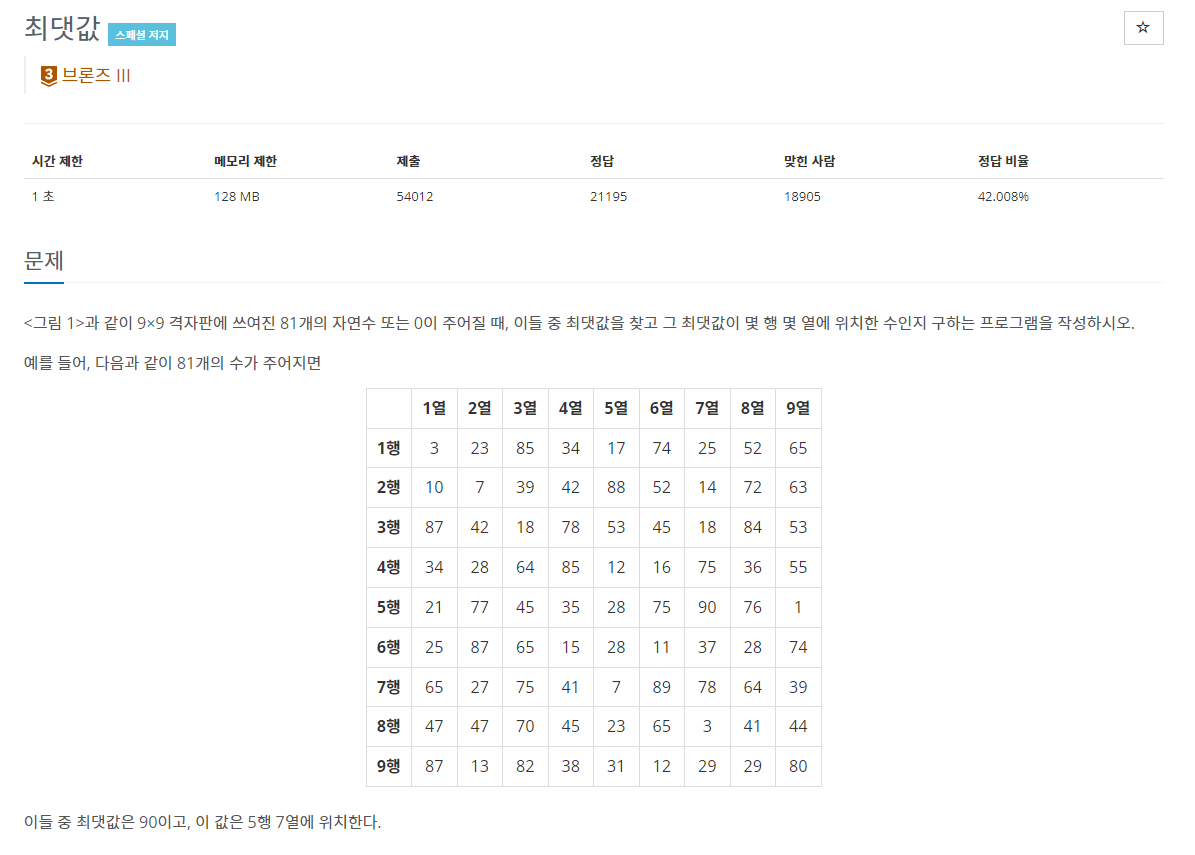 최댓값 스페셜 저지
☆
3 브론즈 III
시간 제한 메모리 제한 제출 정답 맞힌 사람 정답 비율
1 초 128 MB 54012 21195 18905 42.008%
문제
<그림 1>과 같이 9×9 격자판에 쓰여진 81개의 자연수 또는 0이 주어질 때, 이들 중 최댓값을 찾고 그 최댓값이 몇 행 몇 열에 위치한 수인지 구하는 프로그램을 작성하시오.
예를 들어, 다음과 같이 81개의 수가 주어지면
1열 2열 3열 4열 5열 6열 7열 8열 9열
1행 3 23 85 34 17 74 25 52 65
2행 10 7 39 42 88 52 14 72 63
3행 87 42 18 78 53 45 18 84 53
4행 34 28 64 85 12 16 75 36 55
5행 21 77 45 35 28 75 90 76 1
6행 25 87 65 15 28 11 37 28 74
7행 65 27 75 41 7 89 78 64 39
8행 47 47 70 45 23 65 3 41 44
9행 87 13 82 38 31 12 29 29 80
이들 중 최댓값은 90이고, 이 값은 5행 7열에 위치한다.